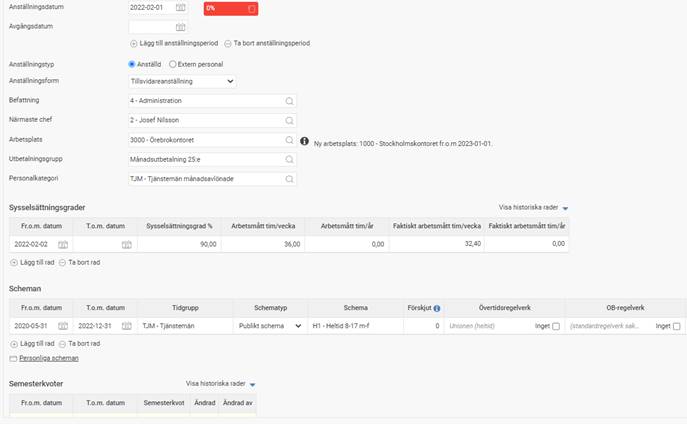 Anställningsdatum 2022-02-01 0%
Avgångsdatum
Lägg till anställningsperiod Ta bort anställningsperiod
Anställningstyp Anställd Extern personal
Anställningsform Tillsvidareanställning
Befattning 4 - Administration
Närmaste chef 2 - Josef Nilsson
Arbetsplats 3000 - Örebrokontoret Ny arbetsplats: 1000 - Stockholmskontoret fr.o.m 2023-01-01.
Utbetalningsgrupp Månadsutbetalning 25:e
Personalkategori TJM - Tjänstemän månadsavlönade
Sysselsättningsgrader Visa historiska rader
Fr.o.m. datum T.o.m. datum Sysselsättningsgrad % Arbetsmått tim/vecka Arbetsmått tim/år Faktiskt arbetsmått tim/vecka Faktiskt arbetsmått tim/år
2022-02-02 90,00 36,00 0,00 32,40 0,00
Lägg till rad Ta bort rad
Scheman
Fr.o.m. datum T.o.m. datum Tidgrupp Schematyp Schema Förskjut Övertidsregelverk OB-regelverk
2020-05-31 2022-12-31 TJM - Tjänstemän Publikt schema H1 - Heltid 8-17 m-f 0 Unionen (heltid) Inget (standardregelverk sak... Inget
Lägg till rad Ta bort rad
Personliga scheman
Semesterkvoter Visa historiska rader
Fr.o.m. datum T.o.m. datum Semesterkvot Ändrad Ändrad av